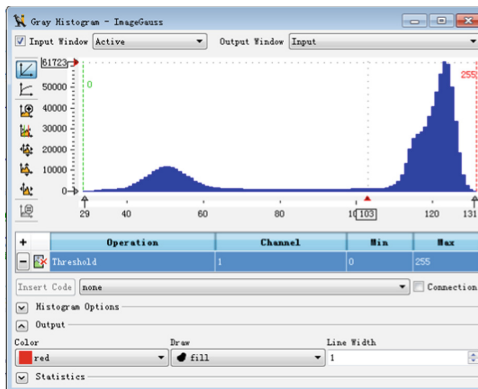 Gray Histogram - ImageGauss
Input Window Active Output Window Input
61723
0
255
50000
40000
30000
20000
10000
0
29 40 60 80 103 120 131
+ Operation Channel Min Max
Threshold 1 0 255
Insert Code none Connection
Histogram Options
Output
Color Draw Line Width
red fill 1
Statistics